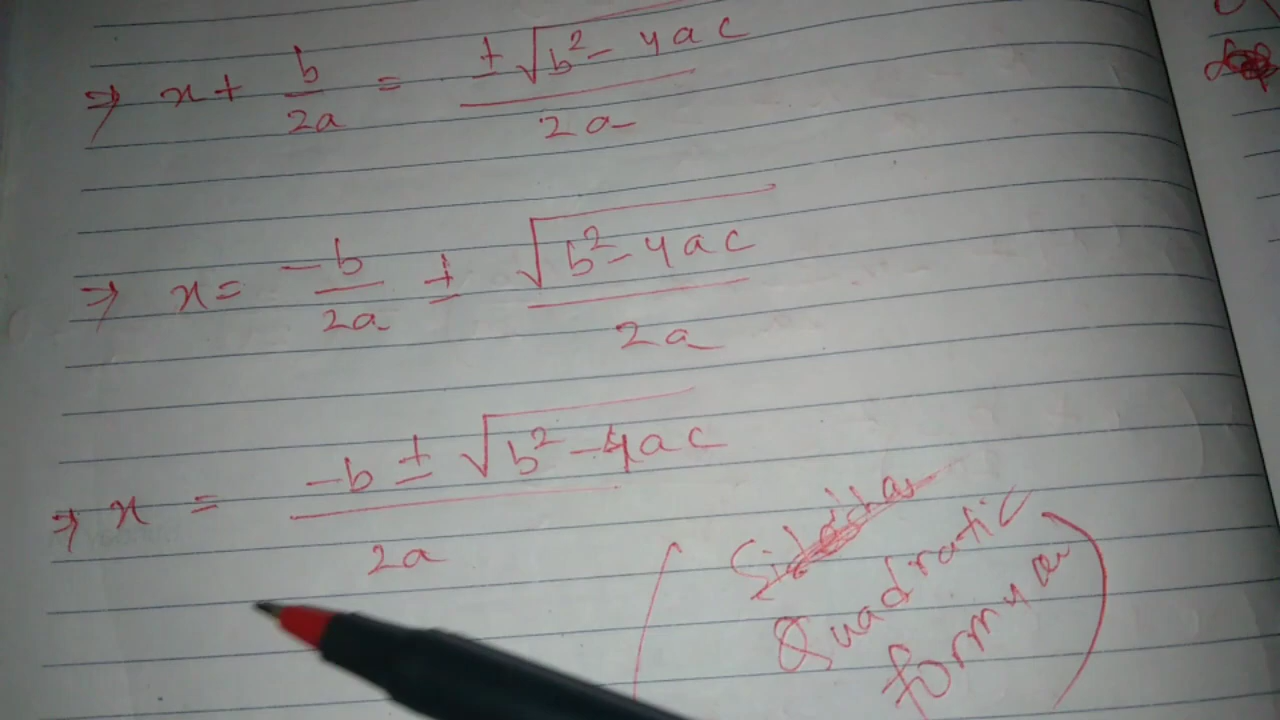 ⇒ x + b/2a = ±√(b² - 4ac)/2a
⇒ x = -b/2a ± √(b² - 4ac)/2a
⇒ x = -b ± √(b² - 4ac)/2a
(Quadratic
formula)